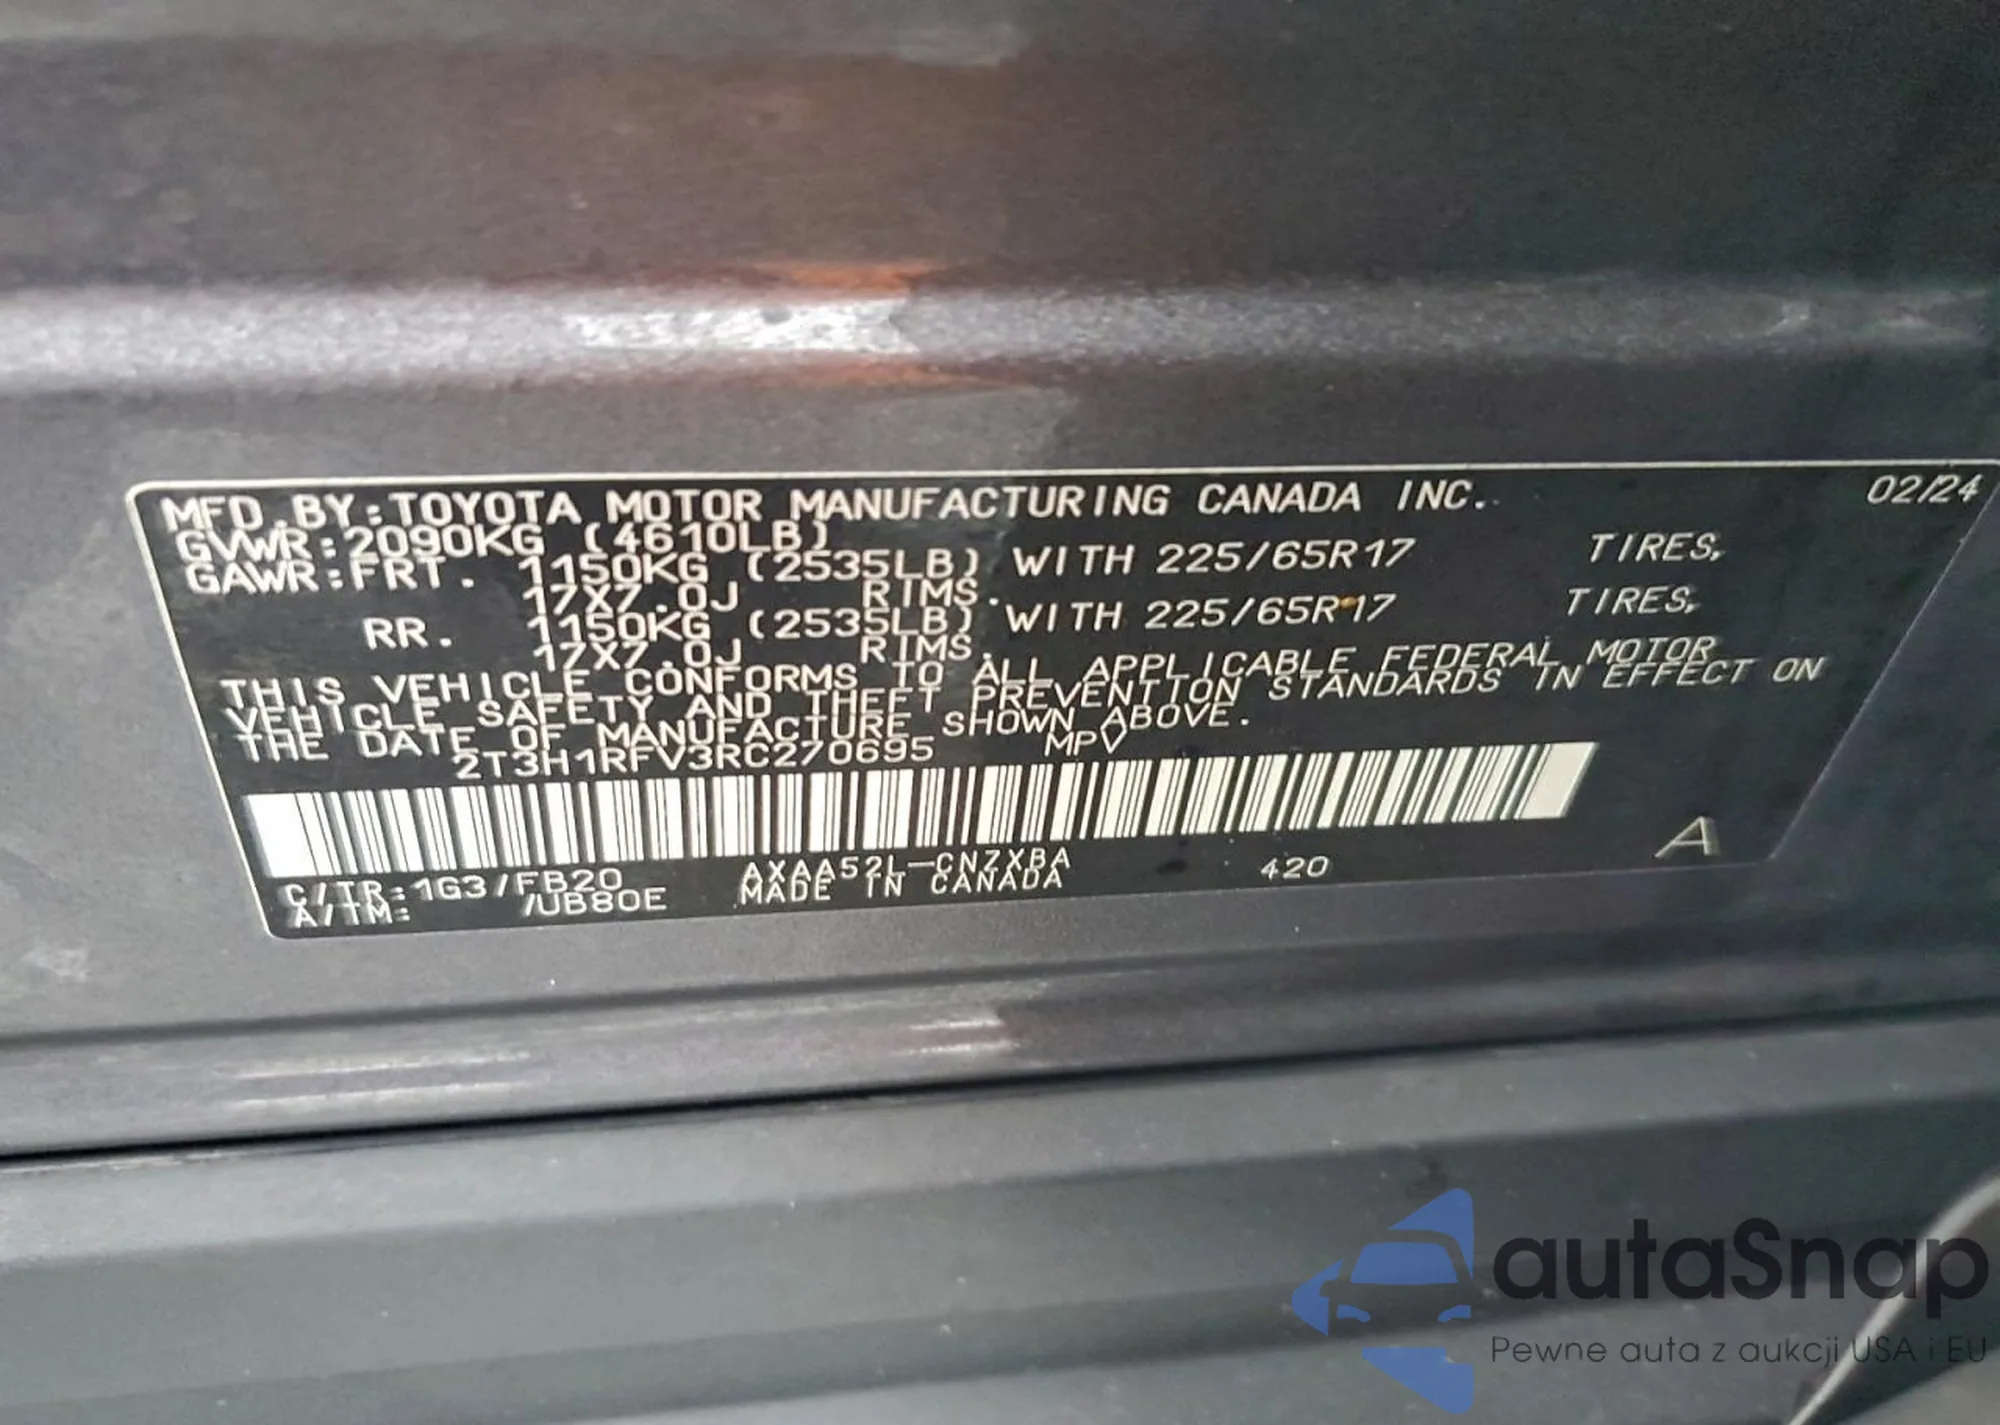 MFD.BY:TOYOTA MOTOR MANUFACTURING CANADA INC. 02/24
GVWR:2090KG (4610LB)
GAWR:FRT. 1150KG (2535LB) WITH 225/65R17 TIRES,
17X7.0J RIMS.
RR. 1150KG (2535LB) WITH 225/65R17 TIRES,
17X7.0J RIMS.
THIS VEHICLE CONFORMS TO ALL APPLICABLE FEDERAL MOTOR
VEHICLE SAFETY AND THEFT PREVENTION STANDARDS IN EFFECT ON
THE DATE OF MANUFACTURE SHOWN ABOVE.
2T3H1RFV3RC270695 MPV
C/TR:1G3/FB20 AXAA52L-CNZXBA 420 A
A/TM: /UB80E MADE IN CANADA
autaSnap
Pewne auta z aukcji USA i EU